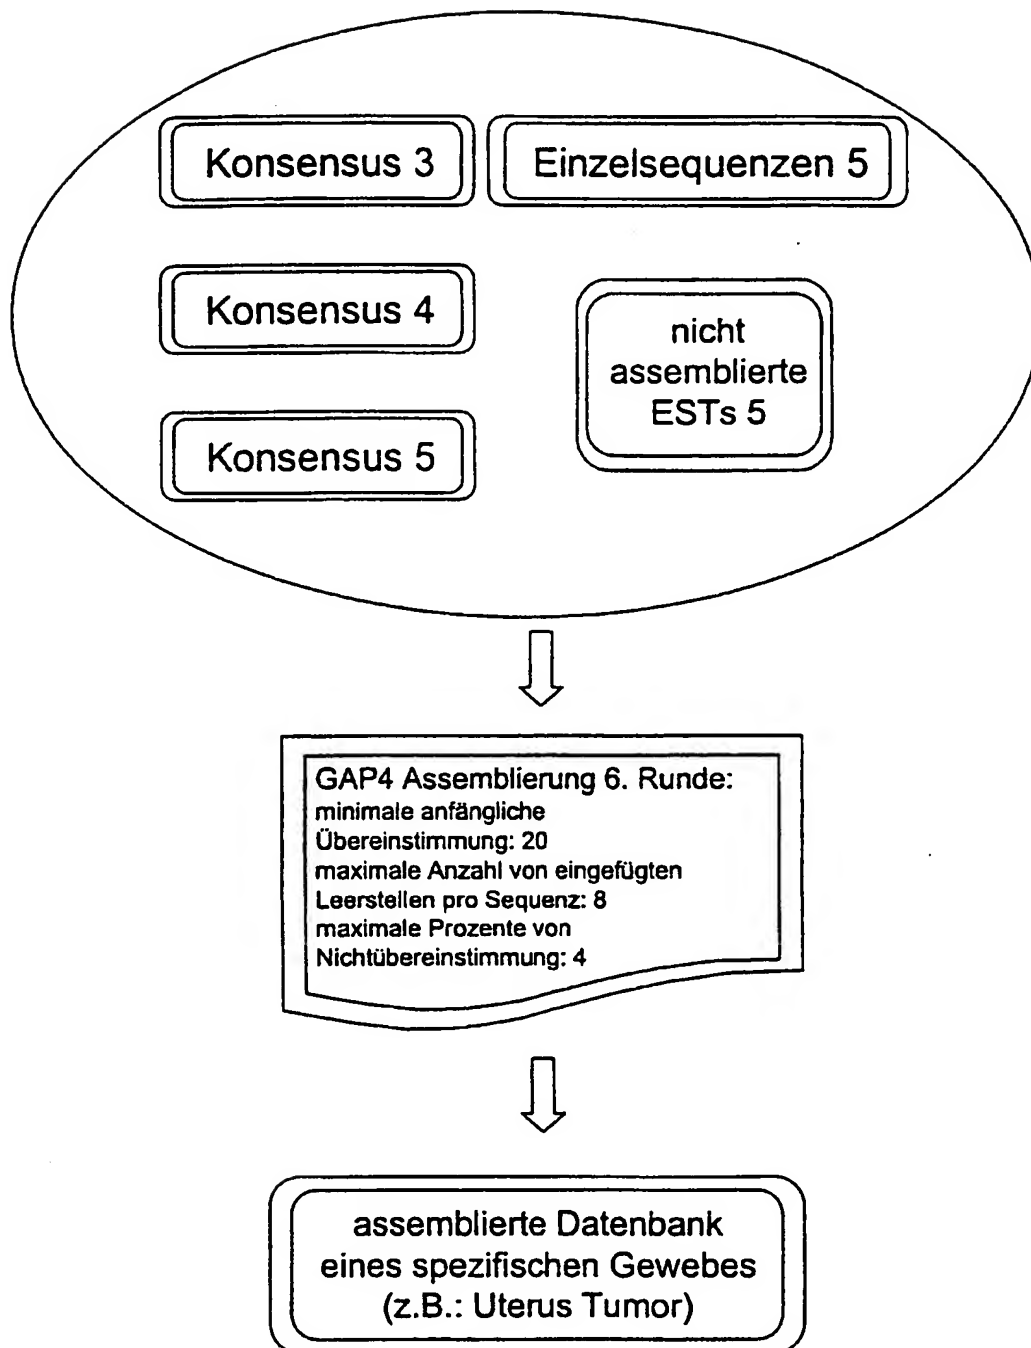 Konsensus 3
Einzelsequenzen 5
Konsensus 4
nicht
assemblierte
ESTs 5
Konsensus 5
GAP4 Assemblierung 6. Runde:
minimale anfängliche
Übereinstimmung: 20
maximale Anzahl von eingefügten
Leerstellen pro Sequenz: 8
maximale Prozente von
Nichtübereinstimmung: 4
assemblierte Datenbank
eines spezifischen Gewebes
(z.B.: Uterus Tumor)